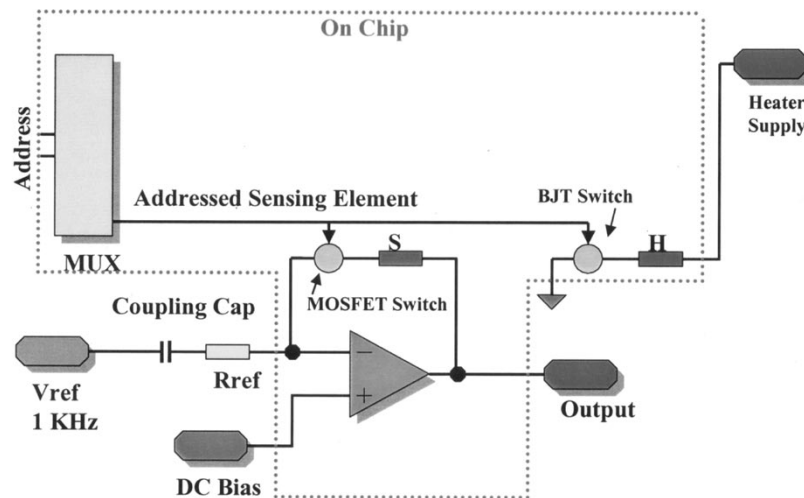 On Chip
Address
Heater
Supply
Addressed Sensing Element
BJT Switch
MUX
S
H
MOSFET Switch
Coupling Cap
Vref
1 KHz
Rref
−
+
Output
DC Bias